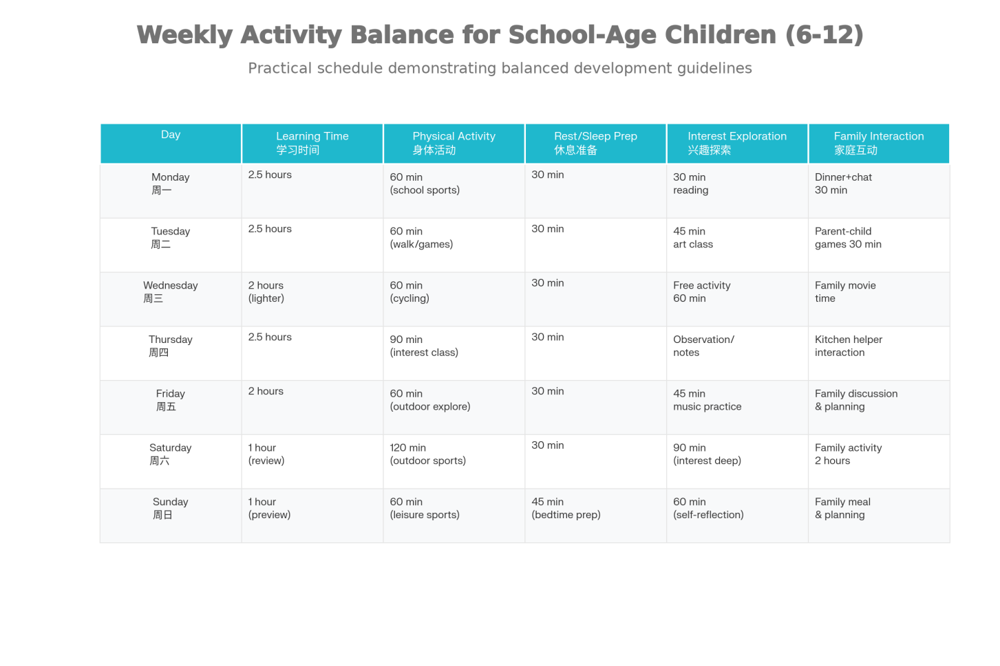 Weekly Activity Balance for School-Age Children (6-12)
Practical schedule demonstrating balanced development guidelines
Day
Learning Time
学习时间
Physical Activity
身体活动
Rest/Sleep Prep
休息准备
Interest Exploration
兴趣探索
Family Interaction
家庭互动
Monday
周一
2.5 hours
60 min
(school sports)
30 min
30 min
reading
Dinner+chat
30 min
Tuesday
周二
2.5 hours
60 min
(walk/games)
30 min
45 min
art class
Parent-child
games 30 min
Wednesday
周三
2 hours
(lighter)
60 min
(cycling)
30 min
Free activity
60 min
Family movie
time
Thursday
周四
2.5 hours
90 min
(interest class)
30 min
Observation/
notes
Kitchen helper
interaction
Friday
周五
2 hours
60 min
(outdoor explore)
30 min
45 min
music practice
Family discussion
& planning
Saturday
周六
1 hour
(review)
120 min
(outdoor sports)
30 min
90 min
(interest deep)
Family activity
2 hours
Sunday
周日
1 hour
(preview)
60 min
(leisure sports)
45 min
(bedtime prep)
60 min
(self-reflection)
Family meal
& planning